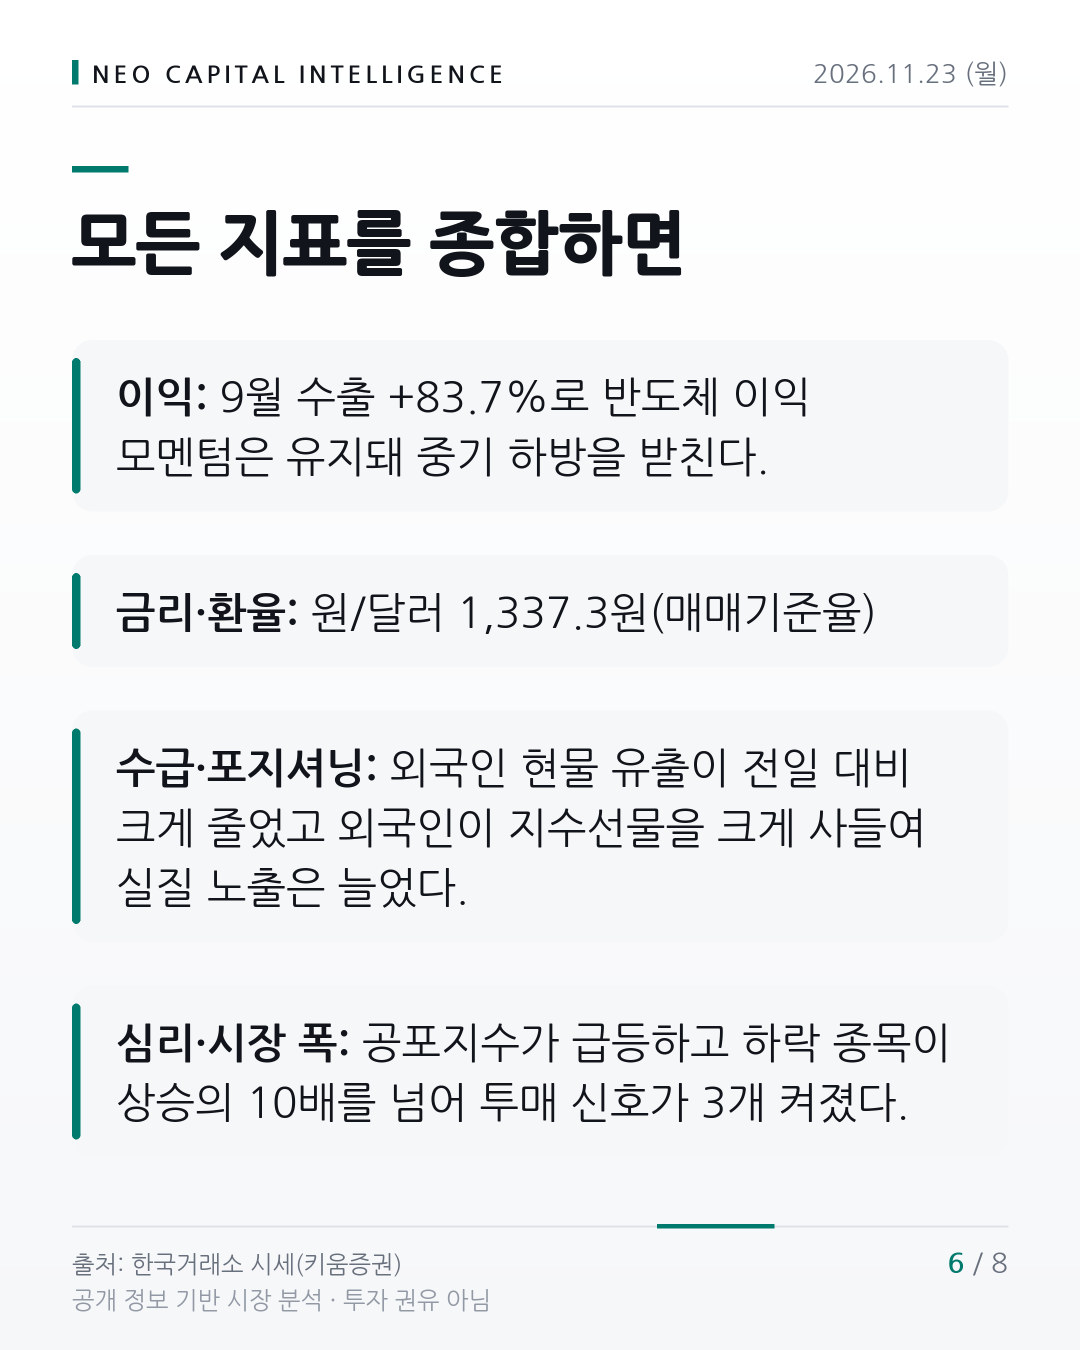 NEO CAPITAL INTELLIGENCE
2026.11.23 (월)
모든 지표를 종합하면
이익: 9월 수출 +83.7%로 반도체 이익
모멘텀은 유지돼 중기 하방을 받친다.
금리·환율: 원/달러 1,337.3원(매매기준율)
수급·포지셔닝: 외국인 현물 유출이 전일 대비
크게 줄었고 외국인이 지수선물을 크게 사들여
실질 노출은 늘었다.
심리·시장 폭: 공포지수가 급등하고 하락 종목이
상승의 10배를 넘어 투매 신호가 3개 켜졌다.
출처: 한국거래소 시세(키움증권)
6 / 8
공개 정보 기반 시장 분석 · 투자 권유 아님